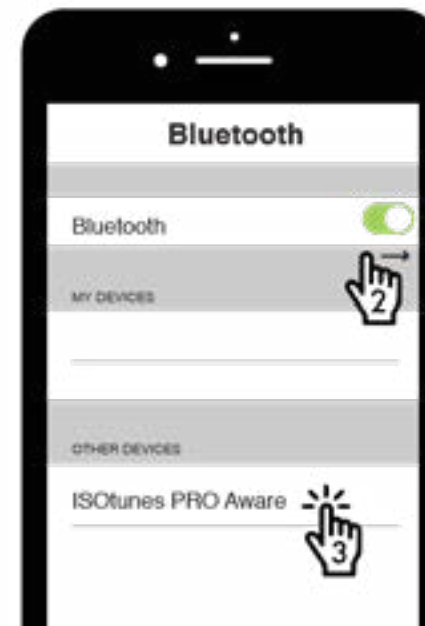 Bluetooth
Bluetooth
2
MY DEVICES
OTHER DEVICES
ISOtunes PRO Aware
3